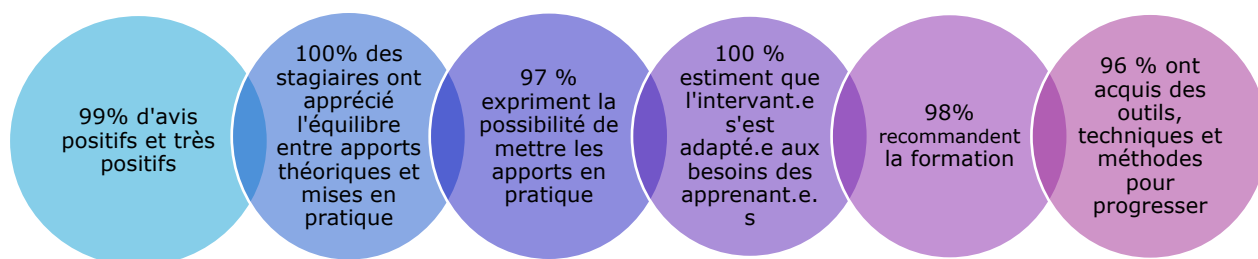 99% d'avis
positifs et très
positifs
100% des
stagiaires ont
apprécié
l'équilibre
entre apports
théoriques et
mises en
pratique
97 %
expriment la
possibilité de
mettre les
apports en
pratique
100 %
estiment que
l'intervant.e
s'est
adapté.e aux
besoins des
apprenant.e.
s
98%
recommandent
la formation
96 % ont
acquis des
outils,
techniques et
méthodes
pour
progresser